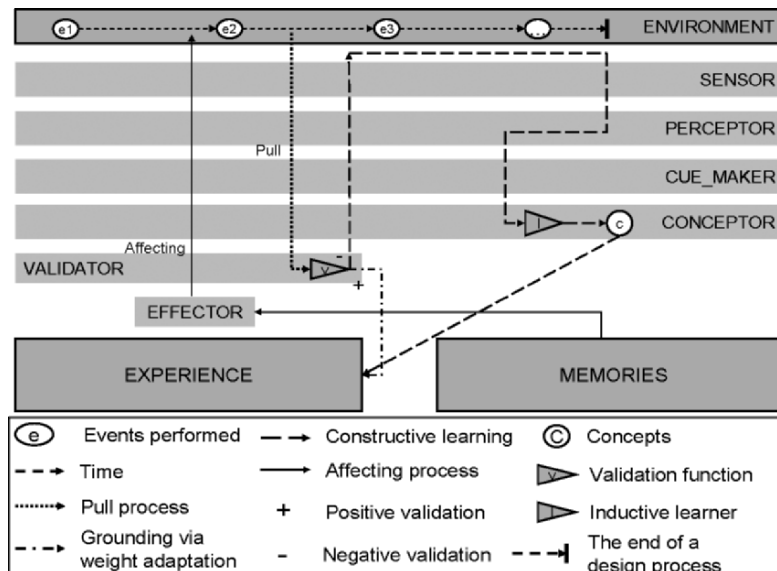 e1 e2 e3 ... ENVIRONMENT
SENSOR
PERCEPTOR
Pull
CUE_MAKER
I C CONCEPTOR
Affecting
VALIDATOR v -
+
EFFECTOR
EXPERIENCE MEMORIES
e Events performed Constructive learning C Concepts
Time Affecting process v Validation function
Pull process + Positive validation I Inductive learner
Grounding via
weight adaptation - Negative validation The end of a
design process